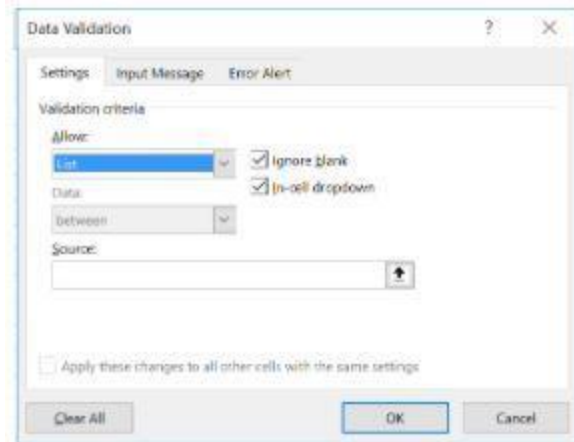 Data Validation ? ×
Settings Input Message Error Alert
Validation criteria
Allow:
List Ignore blank
In-cell dropdown
Data:
between
Source:
Apply these changes to all other cells with the same settings
Clear All OK Cancel